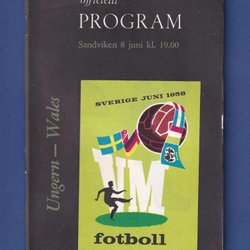 officiellt
PROGRAM
Sandviken 8 juni kl. 19.00
Ungern – Wales
SVERIGE JUNI 1958
VM
fotboll